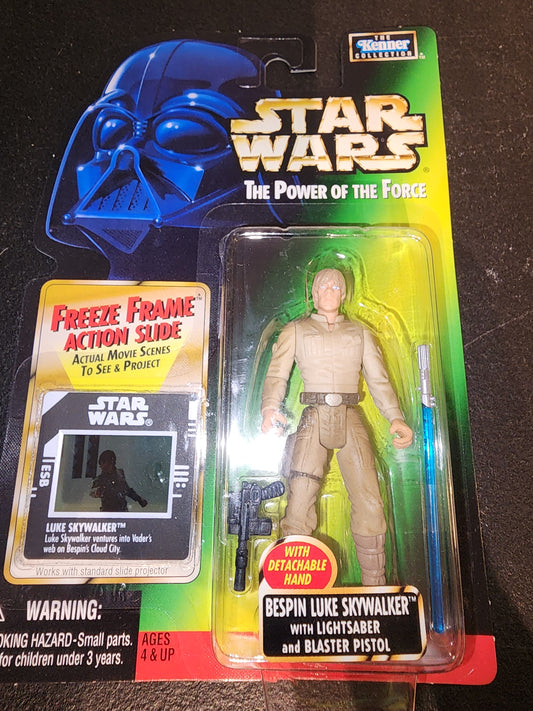 THE
Kenner
COLLECTION™
STAR
WARS®
THE POWER OF THE FORCE
FREEZE FRAME™
ACTION SLIDE
ACTUAL MOVIE SCENES
TO SEE & PROJECT
STAR
WARS®
ESB
LUKE SKYWALKER™
Luke Skywalker ventures into Vader's
web on Bespin's Cloud City.
Works with standard slide projector
WITH
DETACHABLE
HAND
BESPIN LUKE SKYWALKER™
WITH LIGHTSABER
AND BLASTER PISTOL
WARNING:
OKING HAZARD-Small parts.
for children under 3 years.
AGES
4 & UP